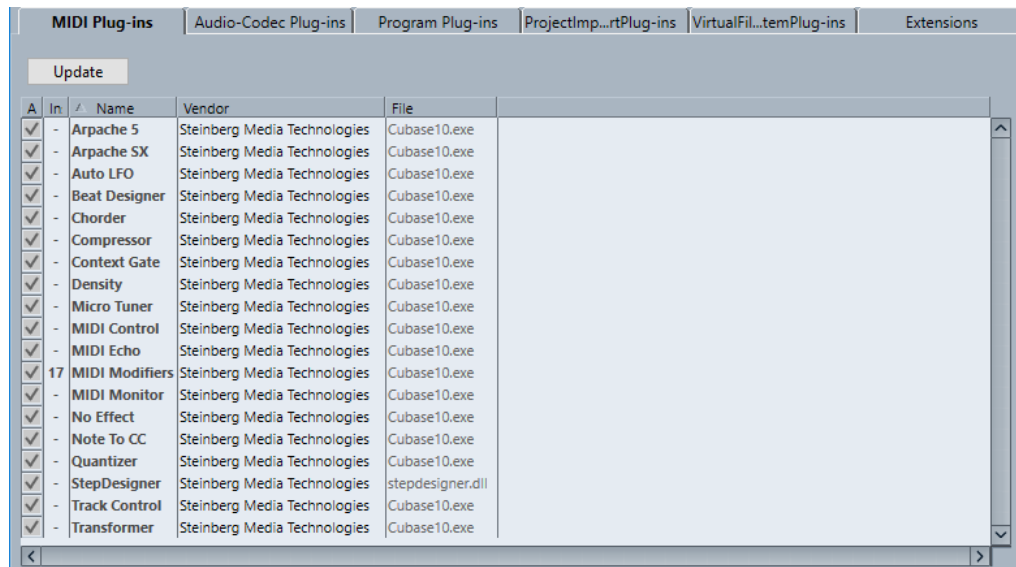 MIDI Plug-ins Audio-Codec Plug-ins Program Plug-ins ProjectImp...rtPlug-ins VirtualFil...temPlug-ins Extensions
Update
A In Name Vendor File
- Arpache 5 Steinberg Media Technologies Cubase10.exe
- Arpache SX Steinberg Media Technologies Cubase10.exe
- Auto LFO Steinberg Media Technologies Cubase10.exe
- Beat Designer Steinberg Media Technologies Cubase10.exe
- Chorder Steinberg Media Technologies Cubase10.exe
- Compressor Steinberg Media Technologies Cubase10.exe
- Context Gate Steinberg Media Technologies Cubase10.exe
- Density Steinberg Media Technologies Cubase10.exe
- Micro Tuner Steinberg Media Technologies Cubase10.exe
- MIDI Control Steinberg Media Technologies Cubase10.exe
- MIDI Echo Steinberg Media Technologies Cubase10.exe
17 MIDI Modifiers Steinberg Media Technologies Cubase10.exe
- MIDI Monitor Steinberg Media Technologies Cubase10.exe
- No Effect Steinberg Media Technologies Cubase10.exe
- Note To CC Steinberg Media Technologies Cubase10.exe
- Quantizer Steinberg Media Technologies Cubase10.exe
- StepDesigner Steinberg Media Technologies stepdesigner.dll
- Track Control Steinberg Media Technologies Cubase10.exe
- Transformer Steinberg Media Technologies Cubase10.exe